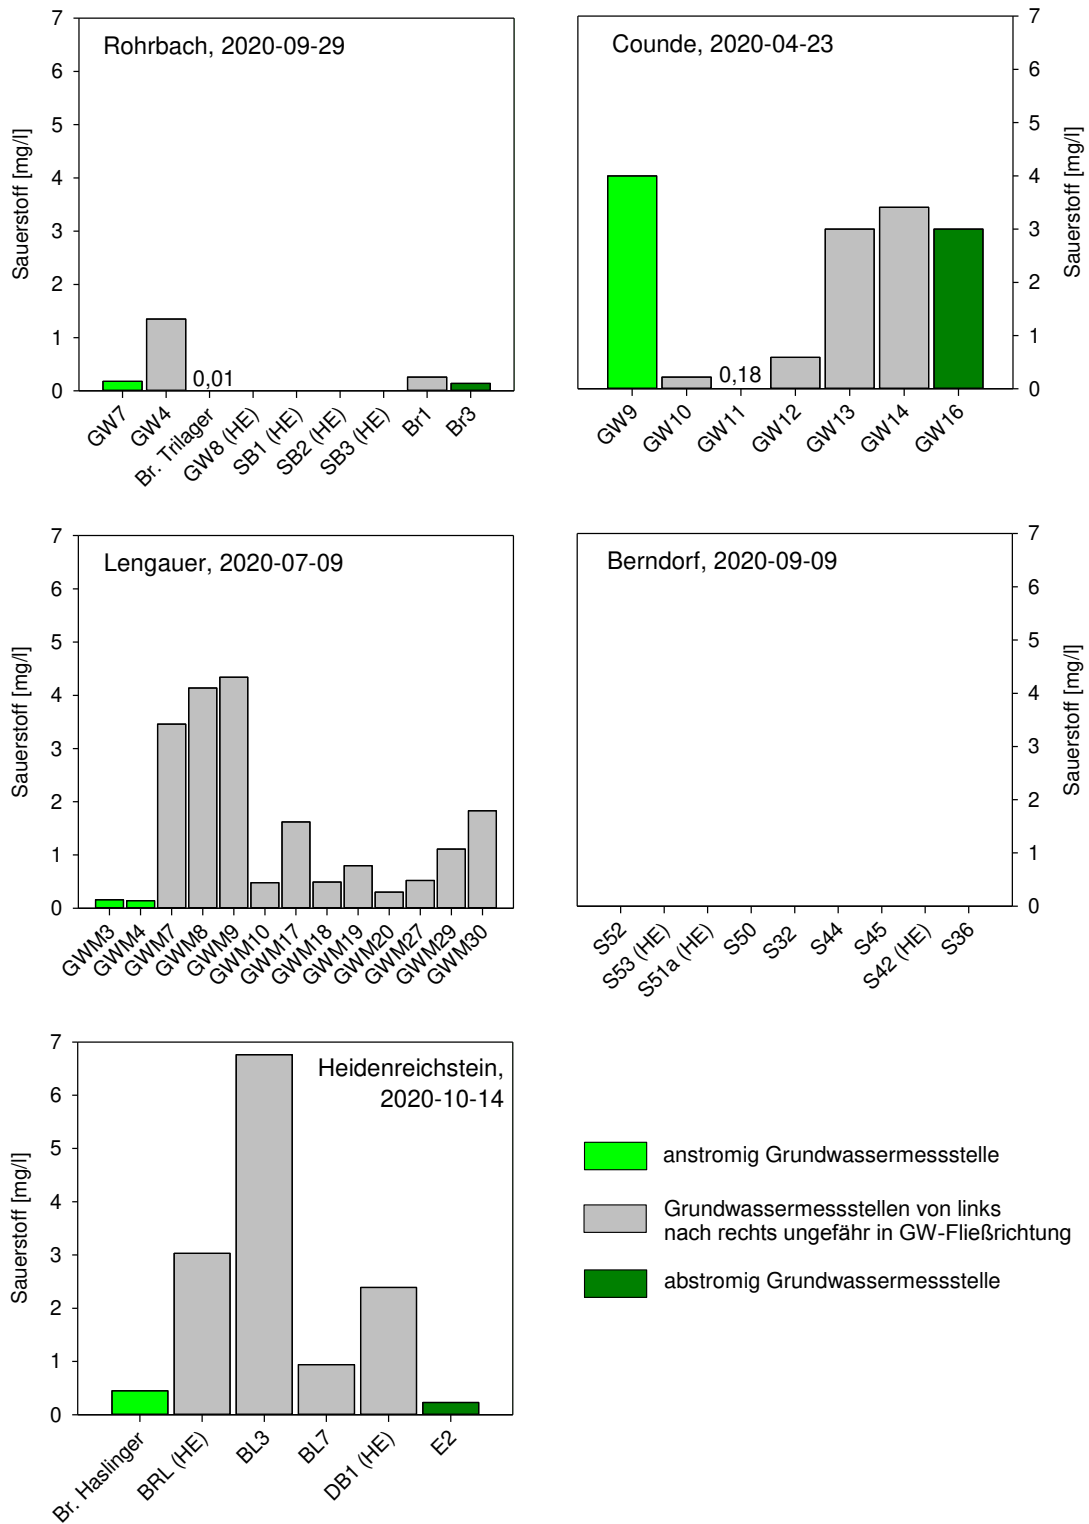 Rohrbach, 2020-09-29
Sauerstoff [mg/l]
7
6
5
4
3
2
1
0
0,01
GW7
GW4
Br. Trilager
GW8 (HE)
SB1 (HE)
SB2 (HE)
SB3 (HE)
Br1
Br3
Counde, 2020-04-23
7
6
5
4
3
2
1
0
Sauerstoff [mg/l]
0,18
GW9
GW10
GW11
GW12
GW13
GW14
GW16
Lengauer, 2020-07-09
Sauerstoff [mg/l]
7
6
5
4
3
2
1
0
GWM3
GWM4
GWM7
GWM8
GWM9
GWM10
GWM17
GWM18
GWM19
GWM20
GWM27
GWM29
GWM30
Berndorf, 2020-09-09
7
6
5
4
3
2
1
0
Sauerstoff [mg/l]
S52
S53 (HE)
S51a (HE)
S50
S32
S44
S45
S42 (HE)
S36
Heidenreichstein,
2020-10-14
Sauerstoff [mg/l]
7
6
5
4
3
2
1
0
Br. Haslinger
BRL (HE)
BL3
BL7
DB1 (HE)
E2
anstromig Grundwassermessstelle
Grundwassermessstellen von links
nach rechts ungefähr in GW-Fließrichtung
abstromig Grundwassermessstelle